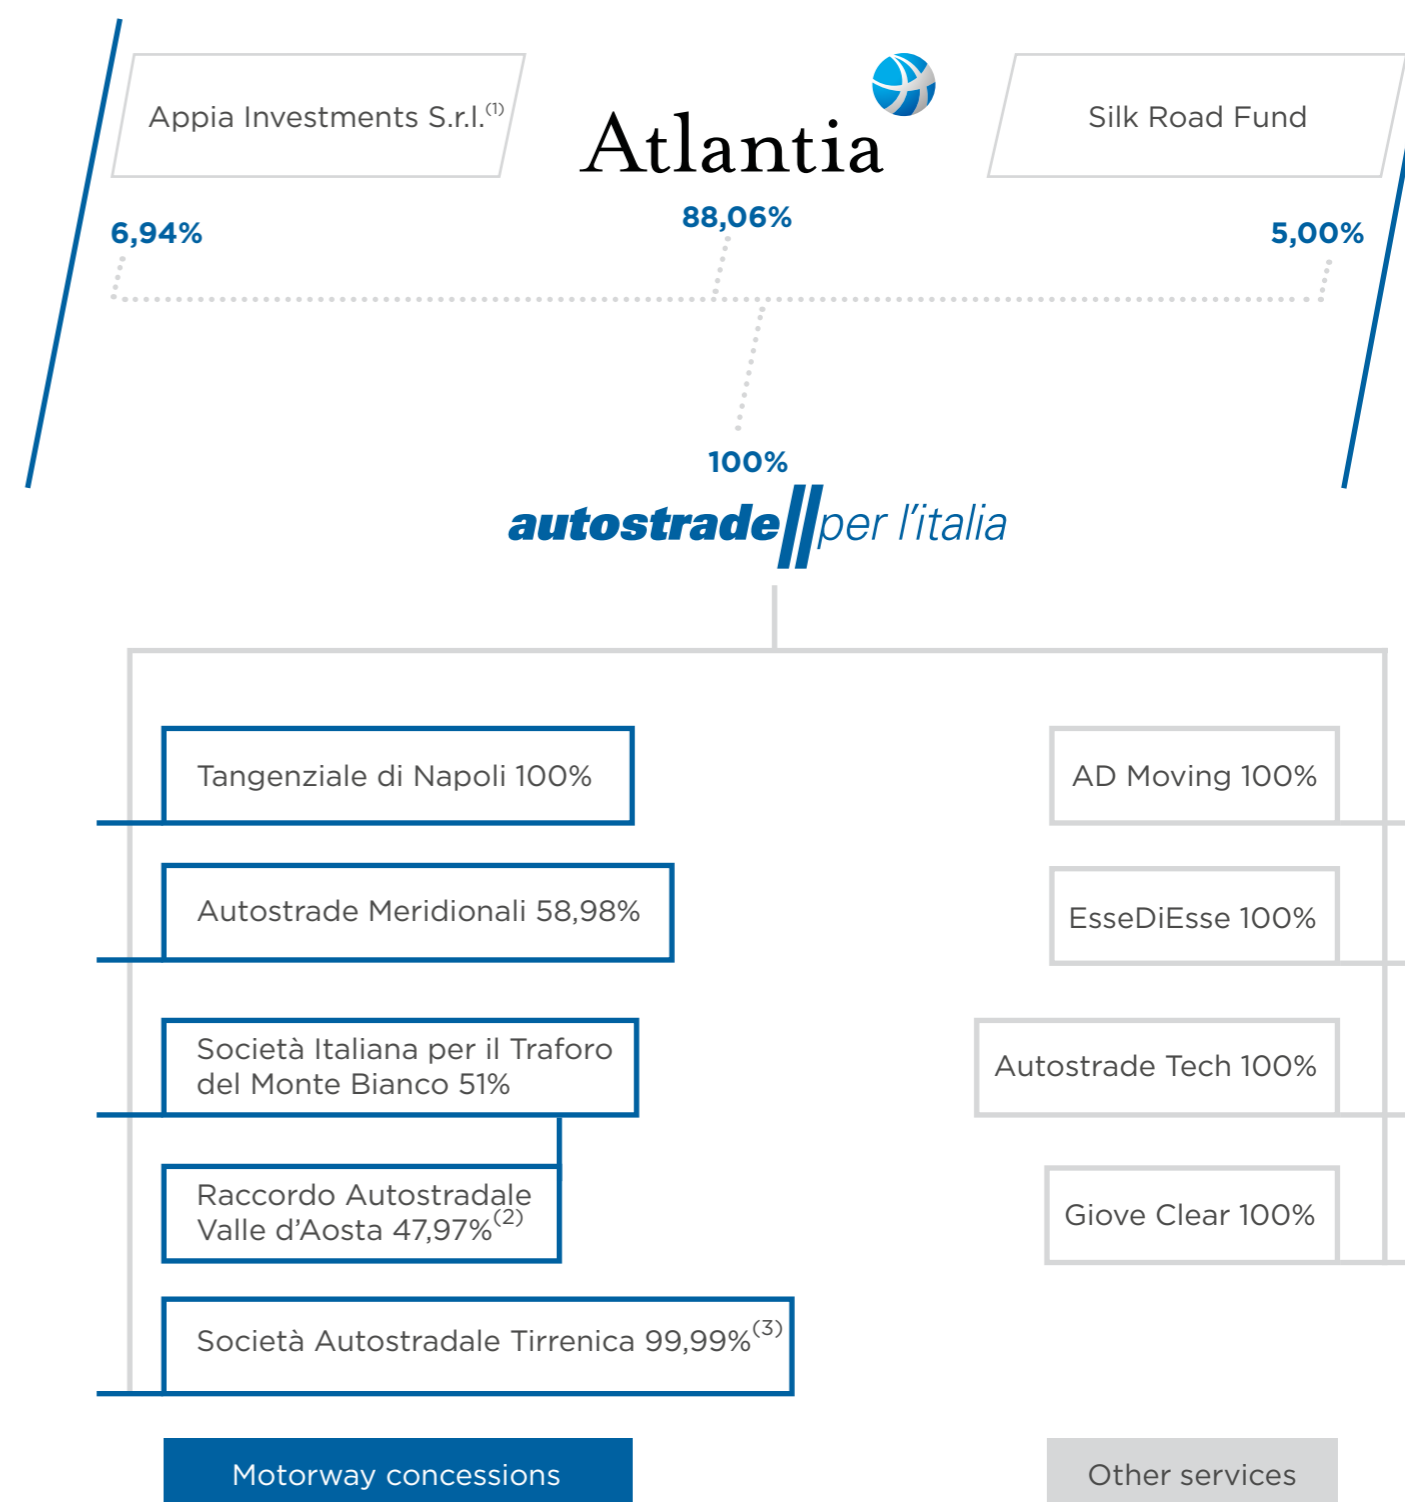 Appia Investments S.r.l.(1)
Atlantia
Silk Road Fund
6,94%
88,06%
5,00%
100%
autostrade per l'italia
Tangenziale di Napoli 100%
Autostrade Meridionali 58,98%
Società Italiana per il Traforo
del Monte Bianco 51%
Raccordo Autostradale
Valle d’Aosta 47,97%(2)
Società Autostradale Tirrenica 99,99%(3)
Motorway concessions
AD Moving 100%
EsseDiEsse 100%
Autostrade Tech 100%
Giove Clear 100%
Other services